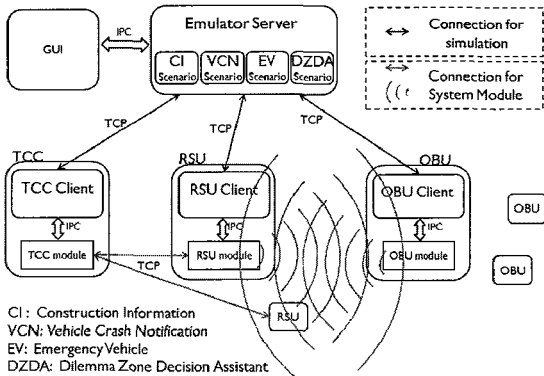 Emulator Server
GUI
IPC
CI
Scenario
VCN
Scenario
EV
Scenario
DZDA
Scenario
Connection for
simulation
Connection for
System Module
TCP
TCP
TCP
TCC
TCC Client
IPC
TCC module
RSU
RSU Client
IPC
RSU module
OBU
OBU Client
IPC
OBU module
OBU
OBU
TCP
RSU
CI : Construction Information
VCN: Vehicle Crash Notification
EV: Emergency Vehicle
DZDA: Dilemma Zone Decision Assistant